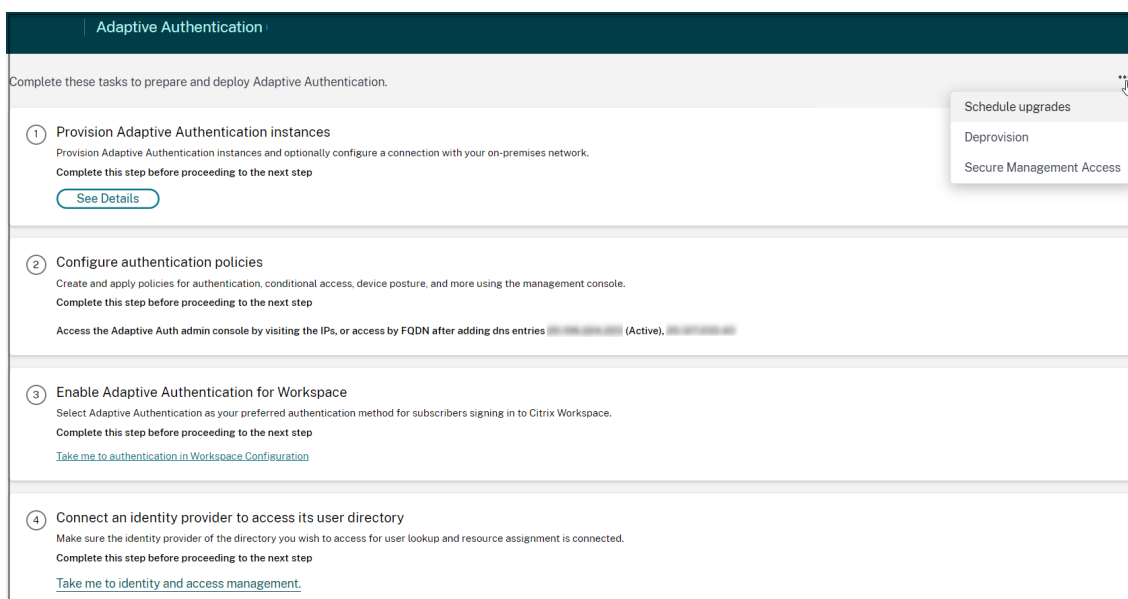 Adaptive Authentication
Complete these tasks to prepare and deploy Adaptive Authentication.
Schedule upgrades
Deprovision
Secure Management Access
1 Provision Adaptive Authentication instances
Provision Adaptive Authentication instances and optionally configure a connection with your on-premises network.
Complete this step before proceeding to the next step
See Details
2 Configure authentication policies
Create and apply policies for authentication, conditional access, device posture, and more using the management console.
Complete this step before proceeding to the next step
Access the Adaptive Auth admin console by visiting the IPs, or access by FQDN after adding dns entries (Active),
3 Enable Adaptive Authentication for Workspace
Select Adaptive Authentication as your preferred authentication method for subscribers signing in to Citrix Workspace.
Complete this step before proceeding to the next step
Take me to authentication in Workspace Configuration
4 Connect an identity provider to access its user directory
Make sure the identity provider of the directory you wish to access for user lookup and resource assignment is connected.
Complete this step before proceeding to the next step
Take me to identity and access management.